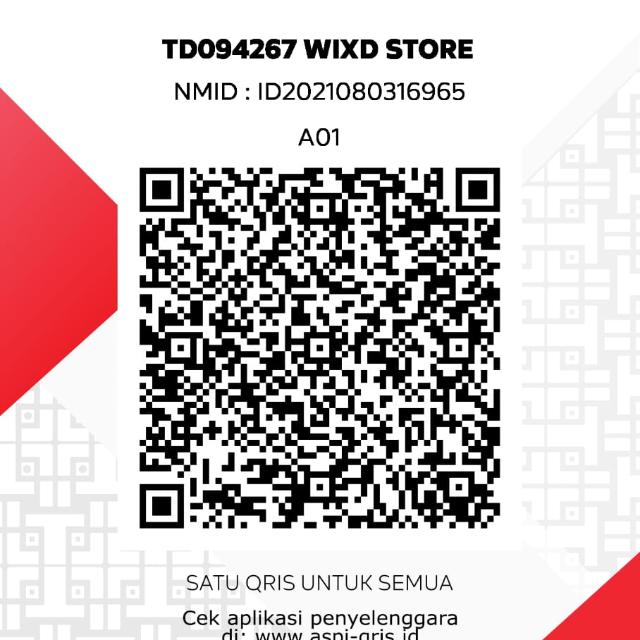 TD094267 WIXD STORE
NMID : ID2021080316965
A01
SATU QRIS UNTUK SEMUA
Cek aplikasi penyelenggara
di: www.aspi-qris.id